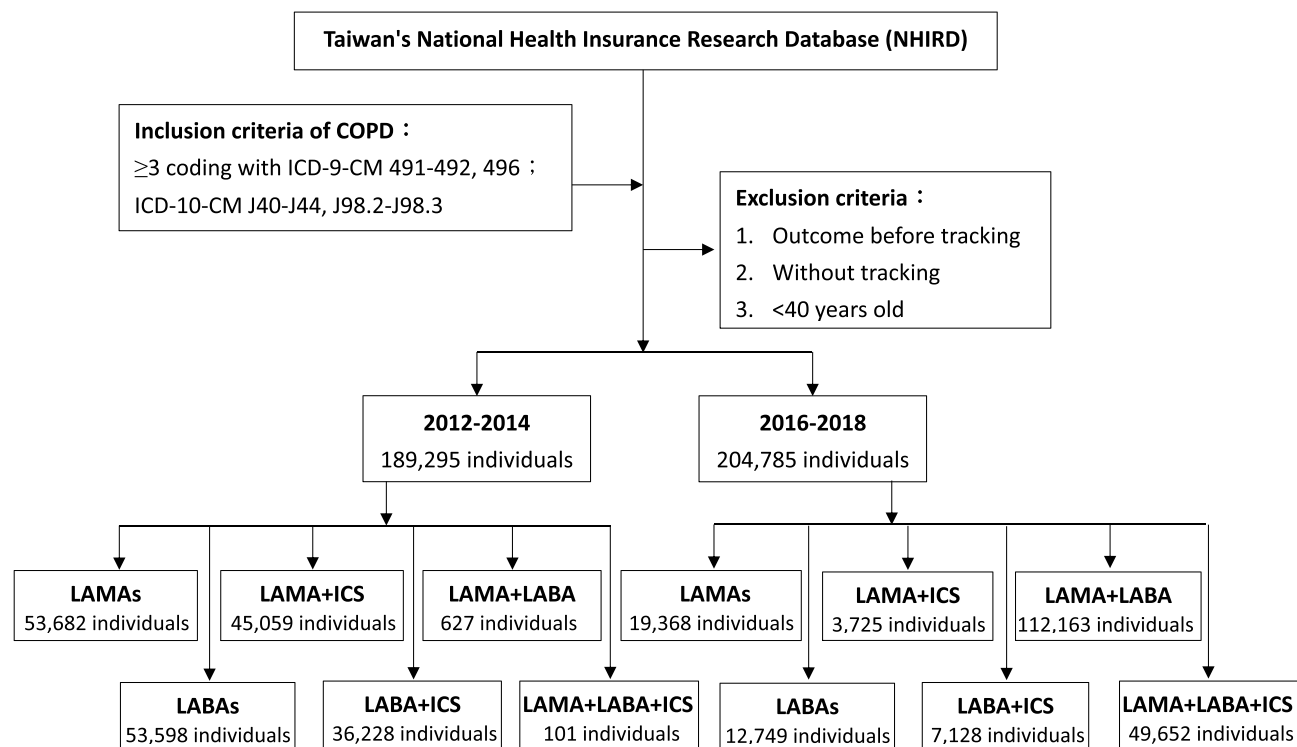 Taiwan's National Health Insurance Research Database (NHIRD)
Inclusion criteria of COPD：
≥3 coding with ICD-9-CM 491-492, 496；
ICD-10-CM J40-J44, J98.2-J98.3
Exclusion criteria：
1. Outcome before tracking
2. Without tracking
3. <40 years old
2012-2014
189,295 individuals
2016-2018
204,785 individuals
LAMAs
53,682 individuals
LAMA+ICS
45,059 individuals
LAMA+LABA
627 individuals
LAMAs
19,368 individuals
LAMA+ICS
3,725 individuals
LAMA+LABA
112,163 individuals
LABAs
53,598 individuals
LABA+ICS
36,228 individuals
LAMA+LABA+ICS
101 individuals
LABAs
12,749 individuals
LABA+ICS
7,128 individuals
LAMA+LABA+ICS
49,652 individuals